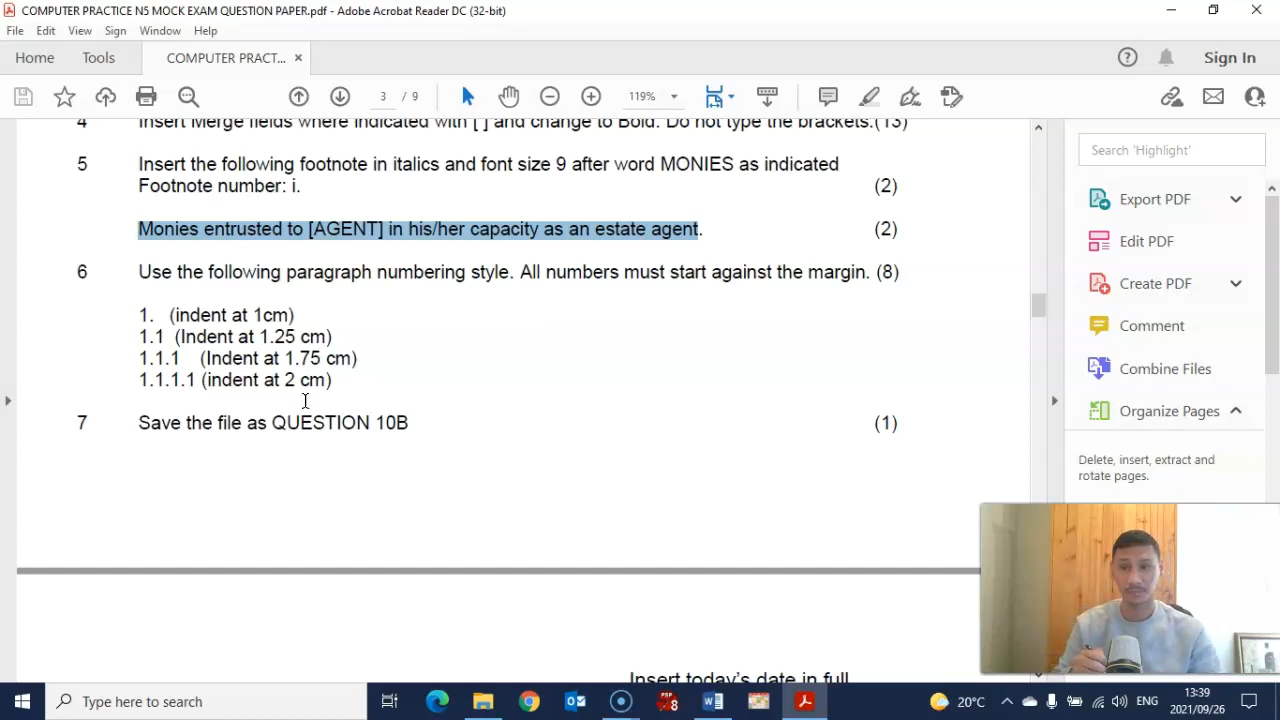 COMPUTER PRACTICE N5 MOCK EXAM QUESTION PAPER.pdf - Adobe Acrobat Reader DC (32-bit)
File Edit View Sign Window Help
Home Tools COMPUTER PRACT... × Sign In
3 / 9 119%
4 Insert Merge fields where indicated with [ ] and change to Bold. Do not type the brackets.(13)
5 Insert the following footnote in italics and font size 9 after word MONIES as indicated
Footnote number: i. (2)
Monies entrusted to [AGENT] in his/her capacity as an estate agent. (2)
6 Use the following paragraph numbering style. All numbers must start against the margin. (8)
1. (indent at 1cm)
1.1 (Indent at 1.25 cm)
1.1.1 (Indent at 1.75 cm)
1.1.1.1 (indent at 2 cm)
7 Save the file as QUESTION 10B (1)
Insert today's date in full
Search 'Highlight'
Export PDF
Edit PDF
Create PDF
Comment
Combine Files
Organize Pages
Delete, insert, extract and
rotate pages.
Type here to search
20°C ENG 13:39
2021/09/26